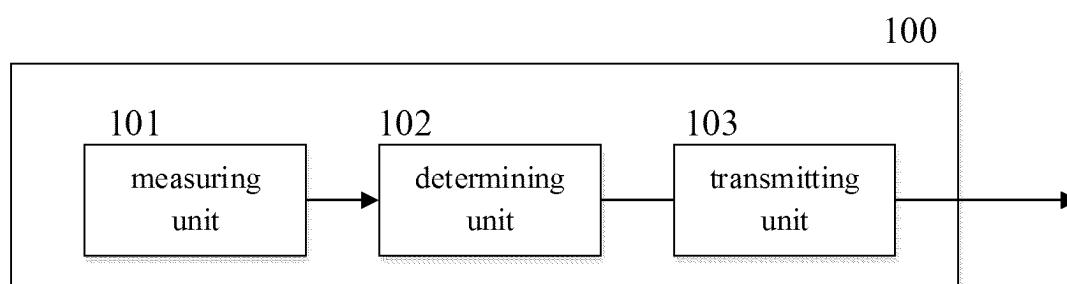 100
101
102
103
measuring
unit
determining
unit
transmitting
unit